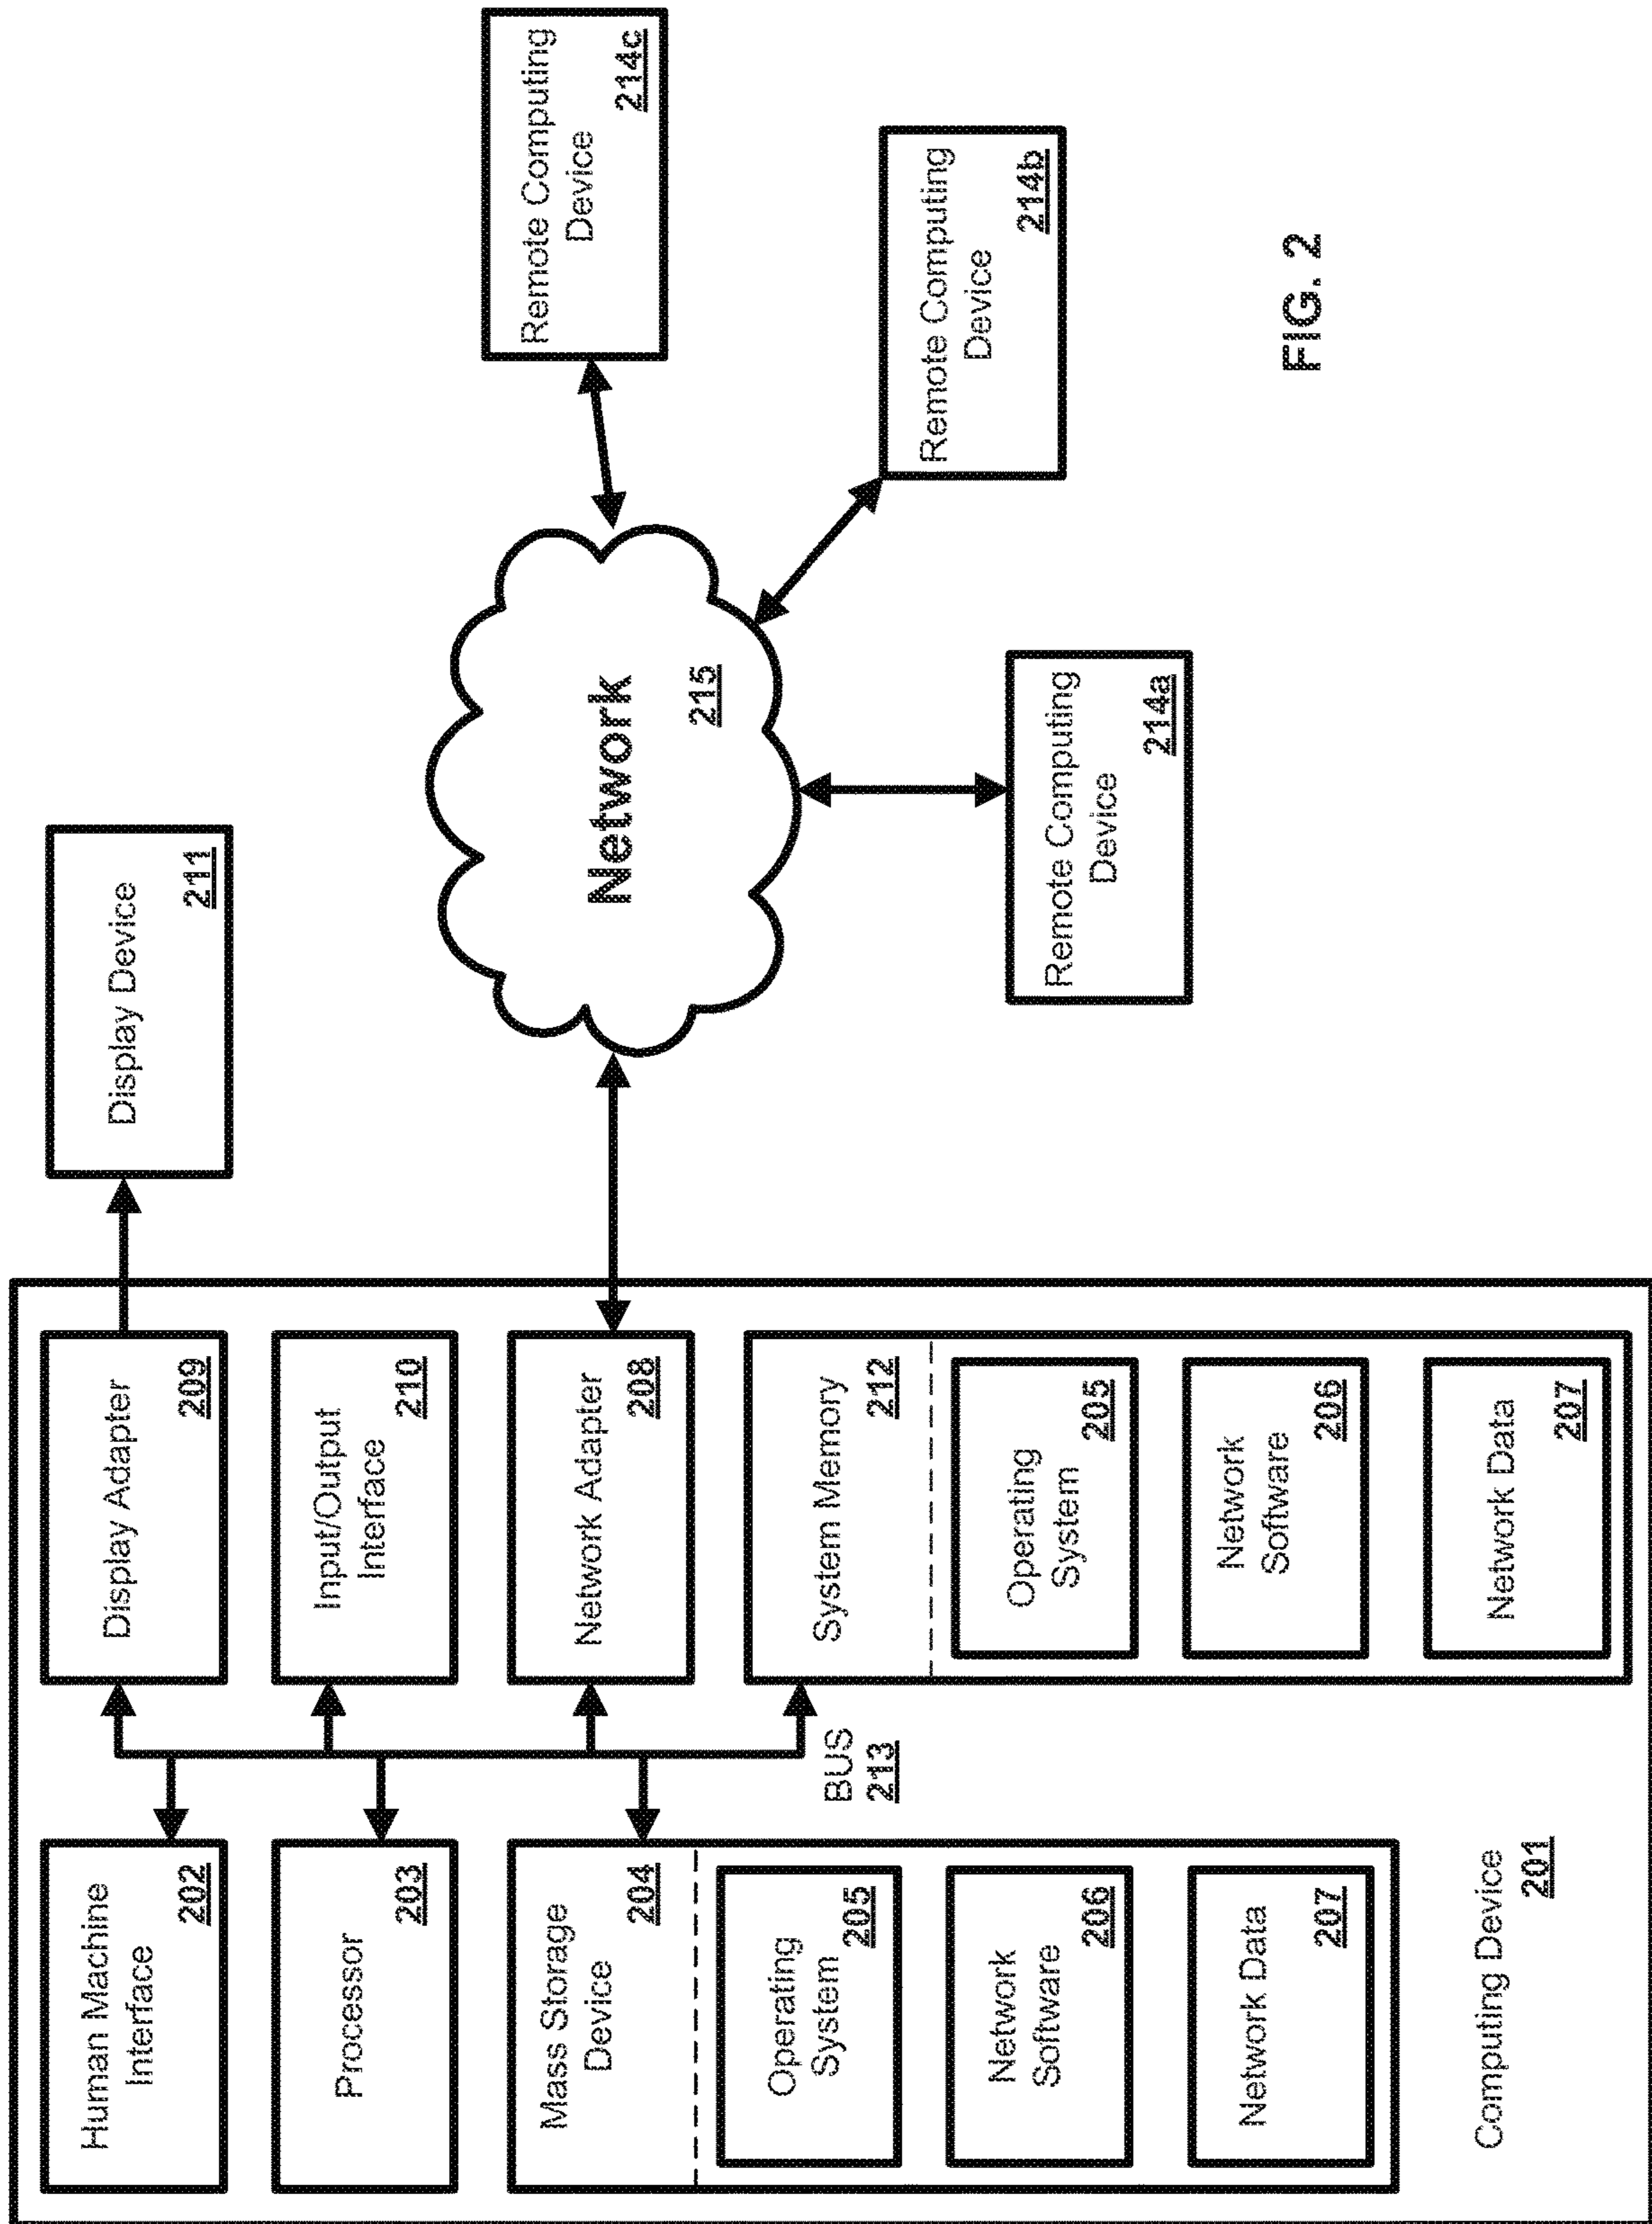 Human Machine
Interface
202
Processor
203
Mass Storage
Device
204
Operating
System
205
Network
Software
206
Network Data
207
Computing Device
201
BUS
213
Display Adapter
209
Input/Output
Interface
210
Network Adapter
208
System Memory
212
Operating
System
205
Network
Software
206
Network Data
207
Display Device
211
Network
215
Remote Computing
Device
214a
Remote Computing
Device
214b
Remote Computing
Device
214c
FIG. 2